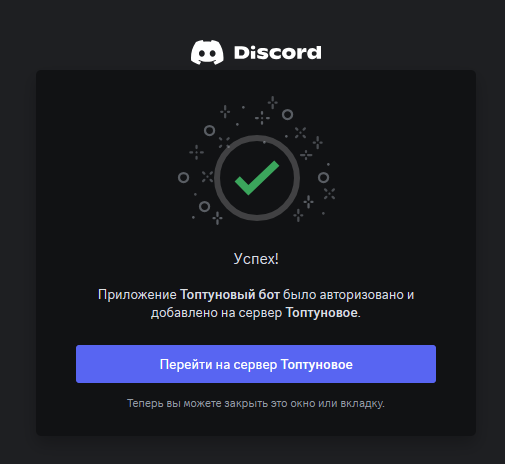 Discord
Успех!
Приложение Топтуновый бот было авторизовано и
добавлено на сервер Топтуновое.
Перейти на сервер Топтуновое
Теперь вы можете закрыть это окно или вкладку.